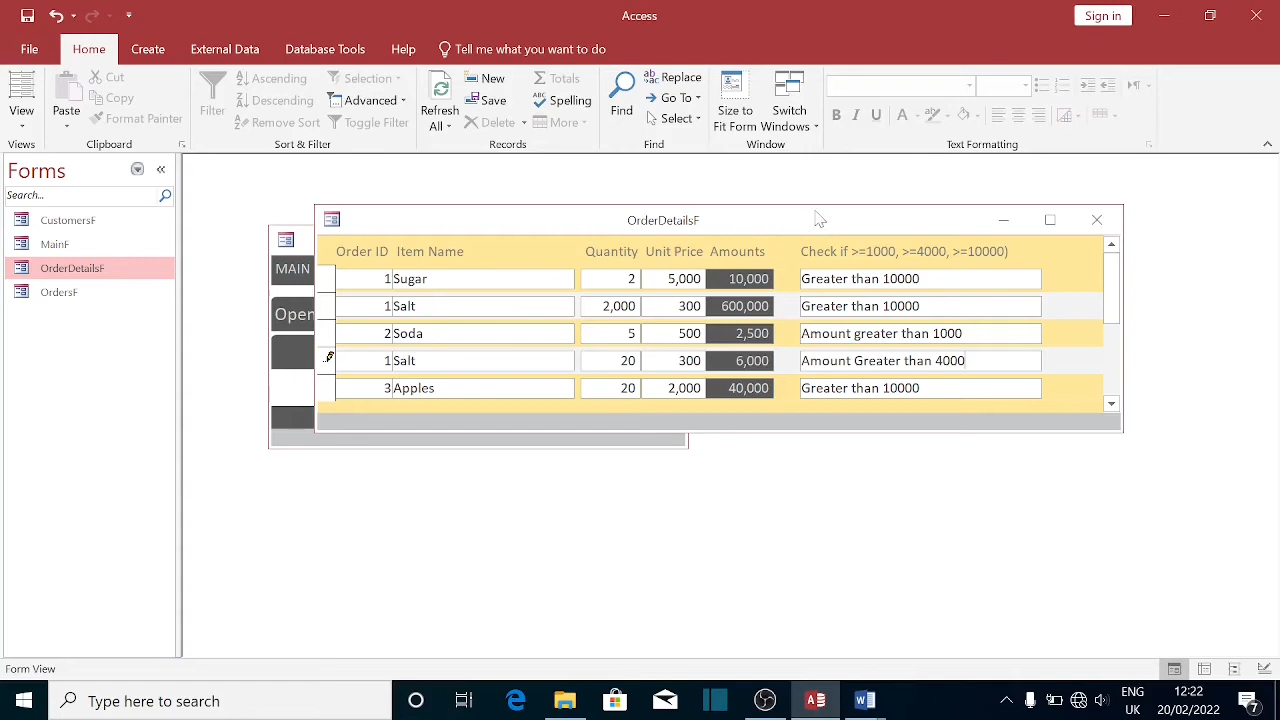 Access
Sign in
File Home Create External Data Database Tools Help Tell me what you want to do
View
Views
Paste
Cut
Copy
Format Painter
Clipboard
Filter
Ascending
Descending
Remove
Selection
Advanced
Toggle Filter
Sort & Filter
Refresh
All
New
Save
Delete
Totals
Spelling
More
Records
Find
Replace
Go To
Select
Find
Size to
Fit Form
Switch
Windows
Window
Text Formatting
Forms
Search...
CustomersF
MainF
OrderDetailsF
OrdersF
MAIN
Open
OrderDetailsF
Order ID Item Name Quantity Unit Price Amounts Check if >=1000, >=4000, >=10000)
1 Sugar 2 5,000 10,000 Greater than 10000
1 Salt 2,000 300 600,000 Greater than 10000
2 Soda 5 500 2,500 Amount greater than 1000
1 Salt 20 300 6,000 Amount Greater than 4000
3 Apples 20 2,000 40,000 Greater than 10000
Form View
Type here to search
ENG
UK
12:22
20/02/2022
7